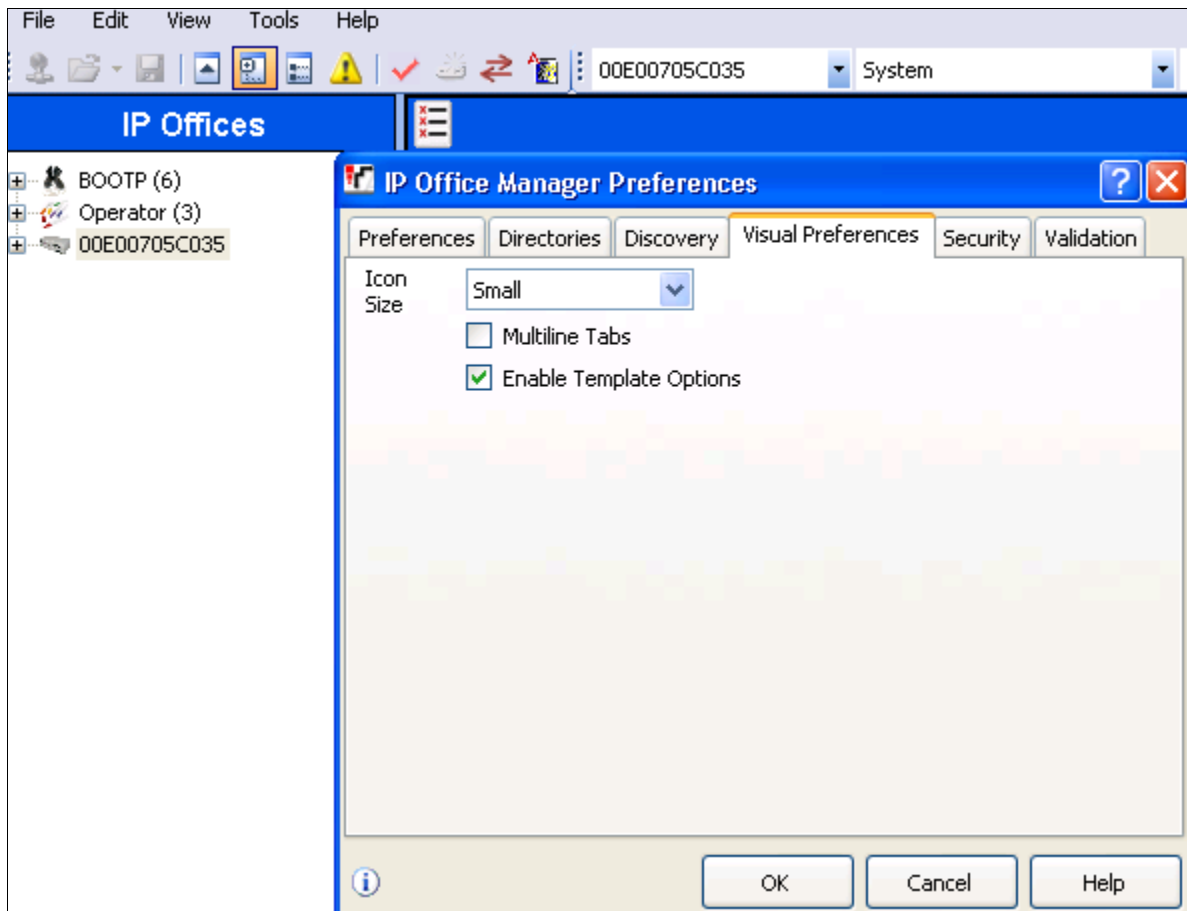 File Edit View Tools Help
00E00705C035 System
IP Offices
BOOTP (6)
Operator (3)
00E00705C035
IP Office Manager Preferences
Preferences Directories Discovery Visual Preferences Security Validation
Icon
Size
Small
Multiline Tabs
Enable Template Options
OK Cancel Help